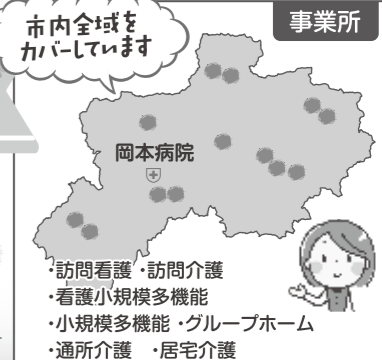 市内全域を
カバーしています
事業所
岡本病院
・訪問看護・訪問介護
・看護小規模多機能
・小規模多機能・グループホーム
・通所介護　・居宅介護